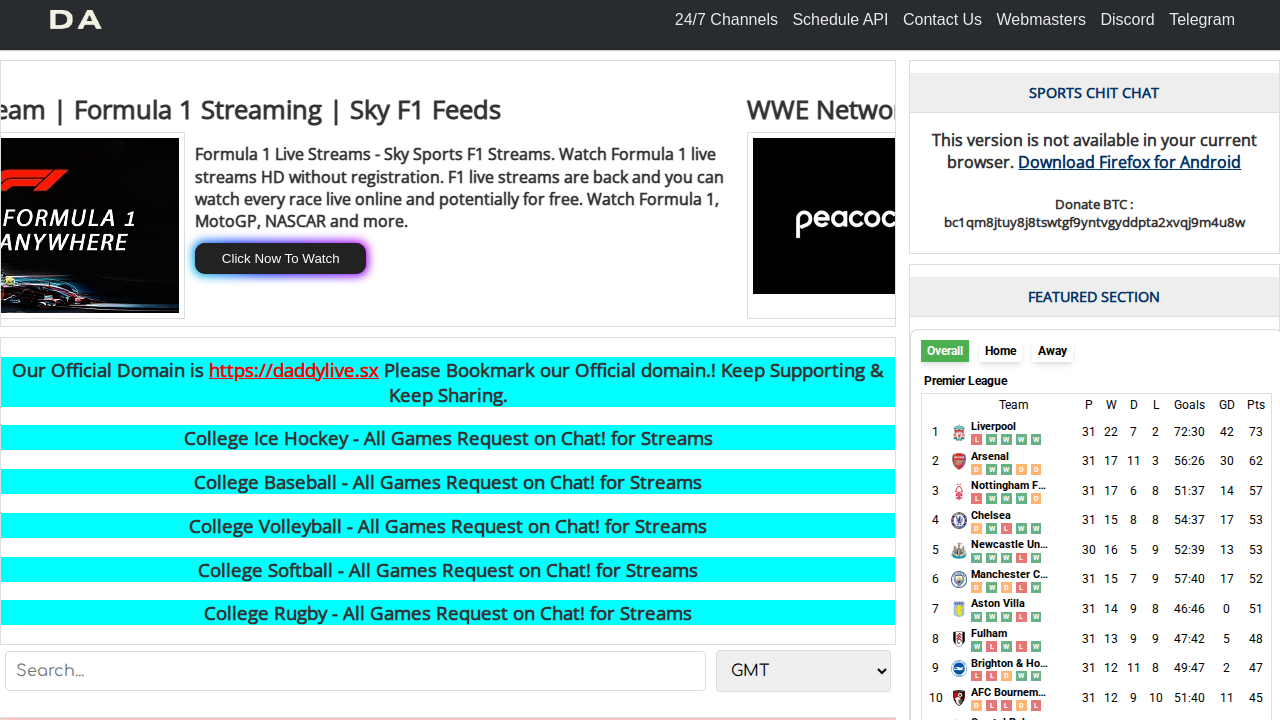 DA
24/7 Channels Schedule API Contact Us Webmasters Discord Telegram
eam | Formula 1 Streaming | Sky F1 Feeds
FORMULA 1
ANYWHERE
Formula 1 Live Streams - Sky Sports F1 Streams. Watch Formula 1 live
streams HD without registration. F1 live streams are back and you can
watch every race live online and potentially for free. Watch Formula 1,
MotoGP, NASCAR and more.
Click Now To Watch
WWE Networ
peacoc
Our Official Domain is https://daddylive.sx Please Bookmark our Official domain.! Keep Supporting &
Keep Sharing.
College Ice Hockey - All Games Request on Chat! for Streams
College Baseball - All Games Request on Chat! for Streams
College Volleyball - All Games Request on Chat! for Streams
College Softball - All Games Request on Chat! for Streams
College Rugby - All Games Request on Chat! for Streams
Search...
GMT
SPORTS CHIT CHAT
This version is not available in your current
browser. Download Firefox for Android
Donate BTC :
bc1qm8jtuy8j8tswtgf9yntvgyddpta2xvqj9m4u8w
FEATURED SECTION
Overall Home Away
Premier League
Team P W D L Goals GD Pts
1 Liverpool 31 22 7 2 72:30 42 73
L W W W W
2 Arsenal 31 17 11 3 56:26 30 62
D W W D D
3 Nottingham F... 31 17 6 8 51:37 14 57
L W W W D
4 Chelsea 31 15 8 8 54:37 17 53
D W L W W
5 Newcastle Un... 30 16 5 9 52:39 13 53
W W W L W
6 Manchester C... 31 15 7 9 57:40 17 52
D W D L W
7 Aston Villa 31 14 9 8 46:46 0 51
W W W L W
8 Fulham 31 13 9 9 47:42 5 48
W L W L W
9 Brighton & Ho... 31 12 11 8 49:47 2 47
L L D W W
10 AFC Bournem... 31 12 9 10 51:40 11 45
D L L D L